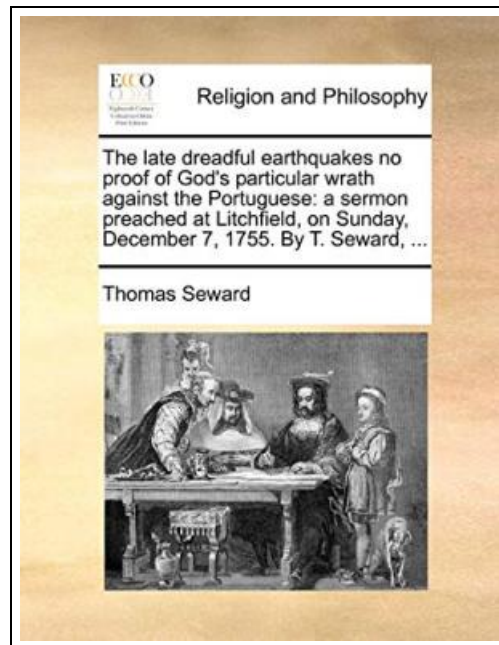 ECCO
Religion and Philosophy
The late dreadful earthquakes no
proof of God's particular wrath
against the Portuguese: a sermon
preached at Litchfield, on Sunday,
December 7, 1755. By T. Seward, ...
Thomas Seward